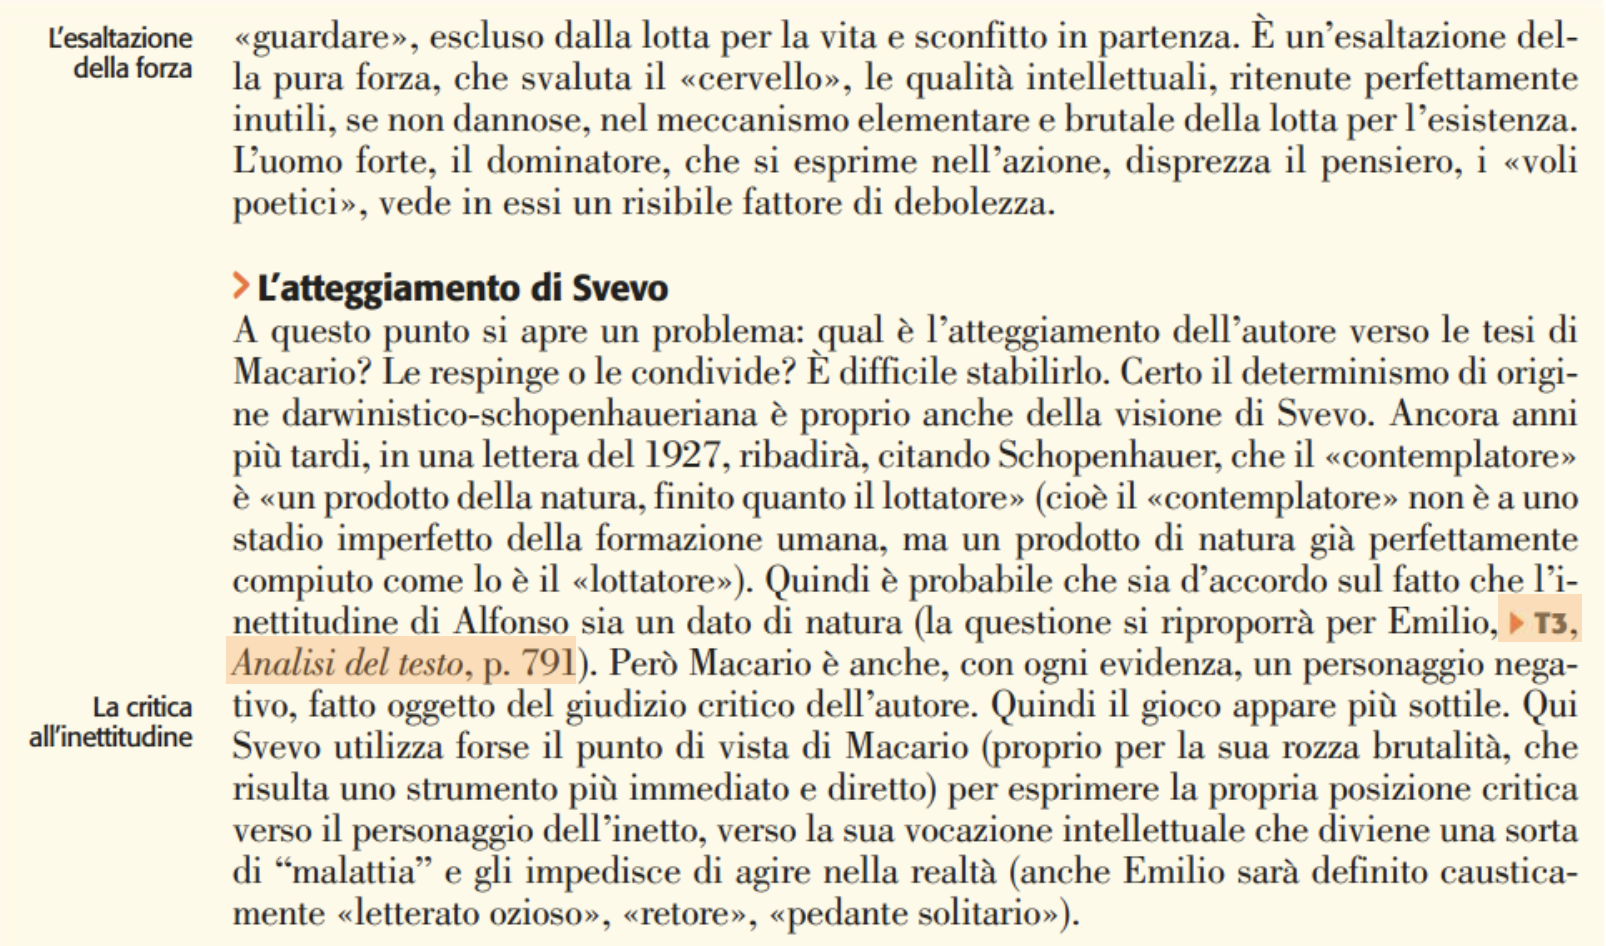 L'esaltazione
della forza
«guardare», escluso dalla lotta per la vita e sconfitto in partenza. È un'esaltazione del-
la pura forza, che svaluta il «cervello», le qualità intellettuali, ritenute perfettamente
inutili, se non dannose, nel meccanismo elementare e brutale della lotta per l'esistenza.
L'uomo forte, il dominatore, che si esprime nell'azione, disprezza il pensiero, i «voli
poetici», vede in essi un risibile fattore di debolezza.
L'atteggiamento di Svevo
A questo punto si apre un problema: qual è l'atteggiamento dell'autore verso le tesi di
Macario? Le respinge o le condivide? È difficile stabilirlo. Certo il determinismo di origi-
ne darwinistico-schopenhaueriana è proprio anche della visione di Svevo. Ancora anni
più tardi, in una lettera del 1927, ribadirà, citando Schopenhauer, che il «contemplatore»
è «un prodotto della natura, finito quanto il lottatore» (cioè il «contemplatore» non è a uno
stadio imperfetto della formazione umana, ma un prodotto di natura già perfettamente
compiuto come lo è il «lottatore»). Quindi è probabile che sia d'accordo sul fatto che l'i-
nettitudine di Alfonso sia un dato di natura (la questione si riproporrà per Emilio, T3,
Analisi del testo, p. 791). Però Macario è anche, con ogni evidenza, un personaggio nega-
La critica
all'inettitudine
tivo, fatto oggetto del giudizio critico dell'autore. Quindi il gioco appare più sottile. Qui
Svevo utilizza forse il punto di vista di Macario (proprio per la sua rozza brutalità, che
risulta uno strumento più immediato e diretto) per esprimere la propria posizione critica
verso il personaggio dell'inetto, verso la sua vocazione intellettuale che diviene una sorta
di “malattia” e gli impedisce di agire nella realtà (anche Emilio sarà definito caustica-
mente «letterato ozioso», «retore», «pedante solitario»).